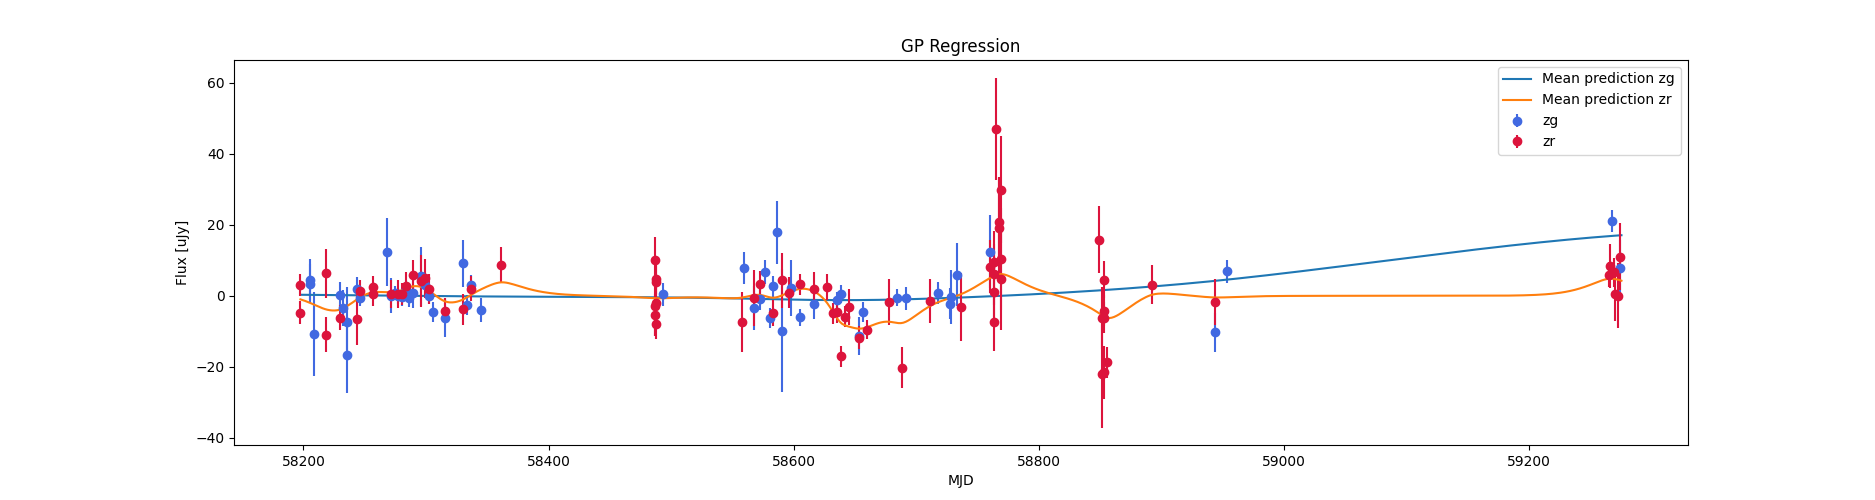 GP Regression
Mean prediction zg
Mean prediction zr
zg
zr
Flux [uJy]
60
40
20
0
−20
−40
58200
58400
58600
58800
59000
59200
MJD